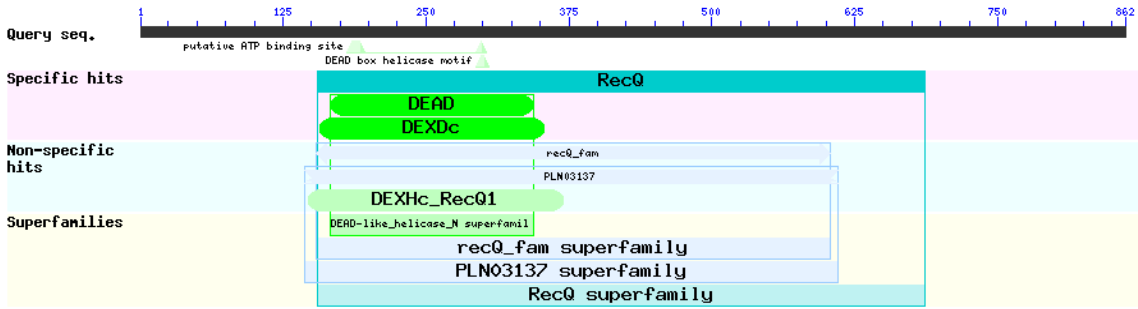 1 125 250 375 500 625 750 862
Query seq.
putative ATP binding site
DEAD box helicase motif
Specific hits
RecQ
DEAD
DEXDc
Non-specific
hits
recQ_fam
PLN03137
DEXHc_RecQ1
Superfamilies
DEAD-like_helicase_N superfamil
recQ_fam superfamily
PLN03137 superfamily
RecQ superfamily